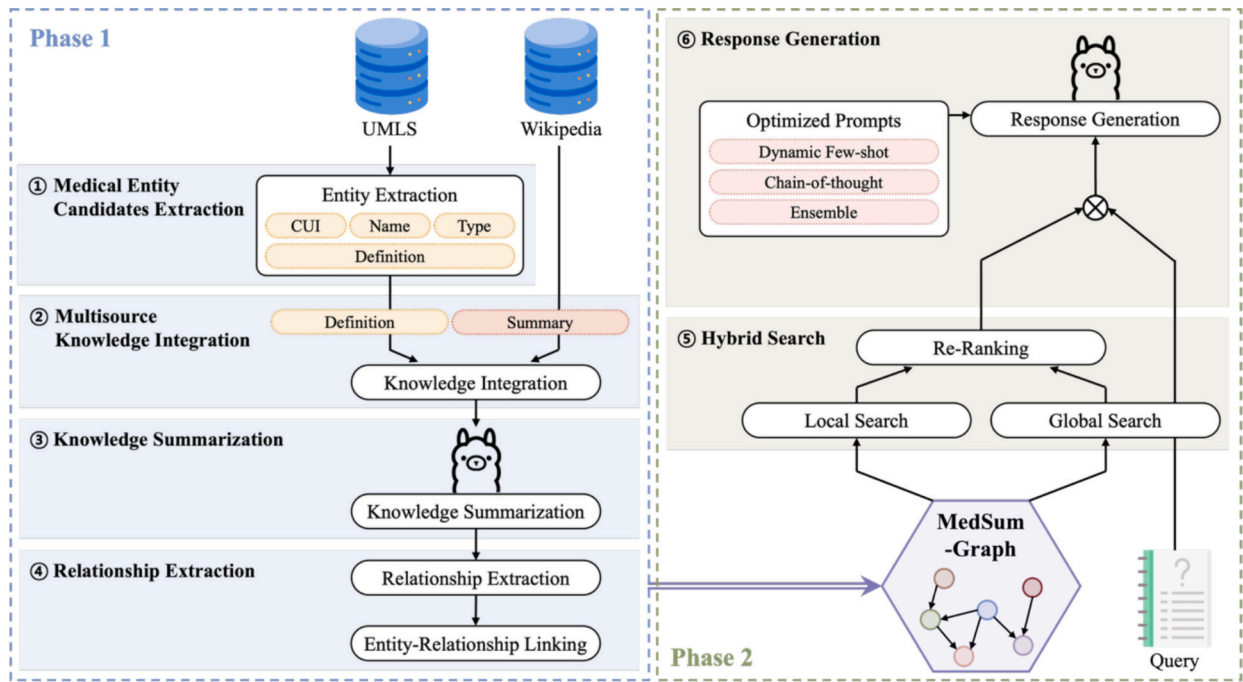 Phase 1
UMLS
Wikipedia
① Medical Entity
Candidates Extraction
Entity Extraction
CUI
Name
Type
Definition
② Multisource
Knowledge Integration
Definition
Summary
Knowledge Integration
③ Knowledge Summarization
Knowledge Summarization
④ Relationship Extraction
Relationship Extraction
Entity-Relationship Linking
⑥ Response Generation
Optimized Prompts
Dynamic Few-shot
Chain-of-thought
Ensemble
Response Generation
⑤ Hybrid Search
Re-Ranking
Local Search
Global Search
MedSum
-Graph
?
Query
Phase 2